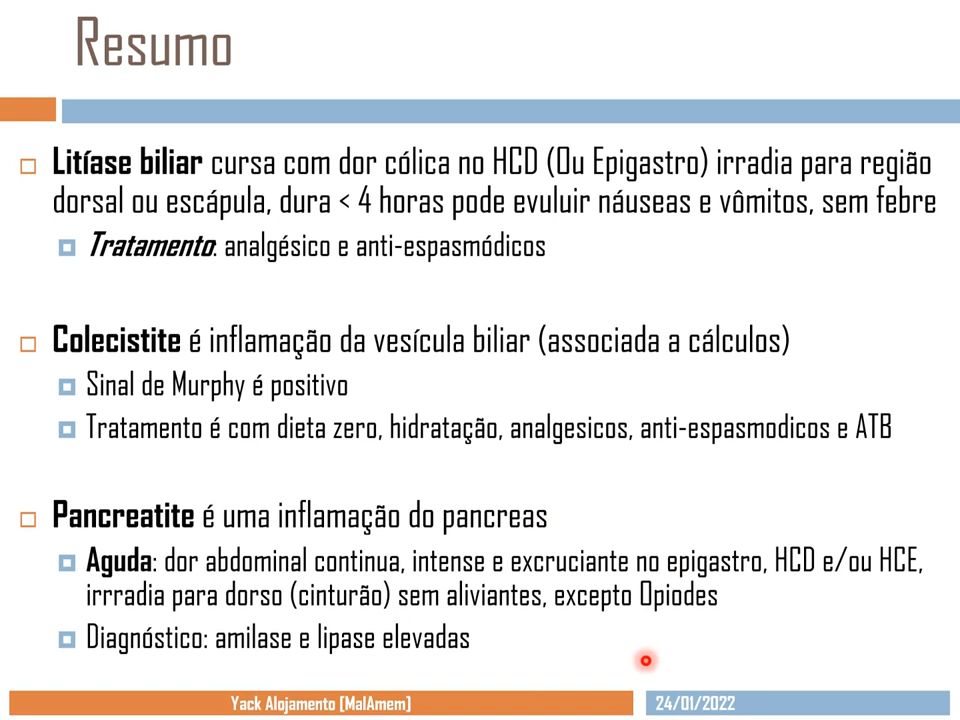 Resumo
Litíase biliar cursa com dor cólica no HCD (Ou Epigastro) irradia para região
dorsal ou escápula, dura < 4 horas pode evuluir náuseas e vômitos, sem febre
Tratamento: analgésico e anti-espasmódicos
Colecistite é inflamação da vesícula biliar (associada a cálculos)
Sinal de Murphy é positivo
Tratamento é com dieta zero, hidratação, analgesicos, anti-espasmodicos e ATB
Pancreatite é uma inflamação do pancreas
Aguda: dor abdominal continua, intense e excruciante no epigastro, HCD e/ou HCE,
irrradia para dorso (cinturão) sem aliviantes, excepto Opiodes
Diagnóstico: amilase e lipase elevadas
Yack Alojamento [MalAmem]
24/01/2022